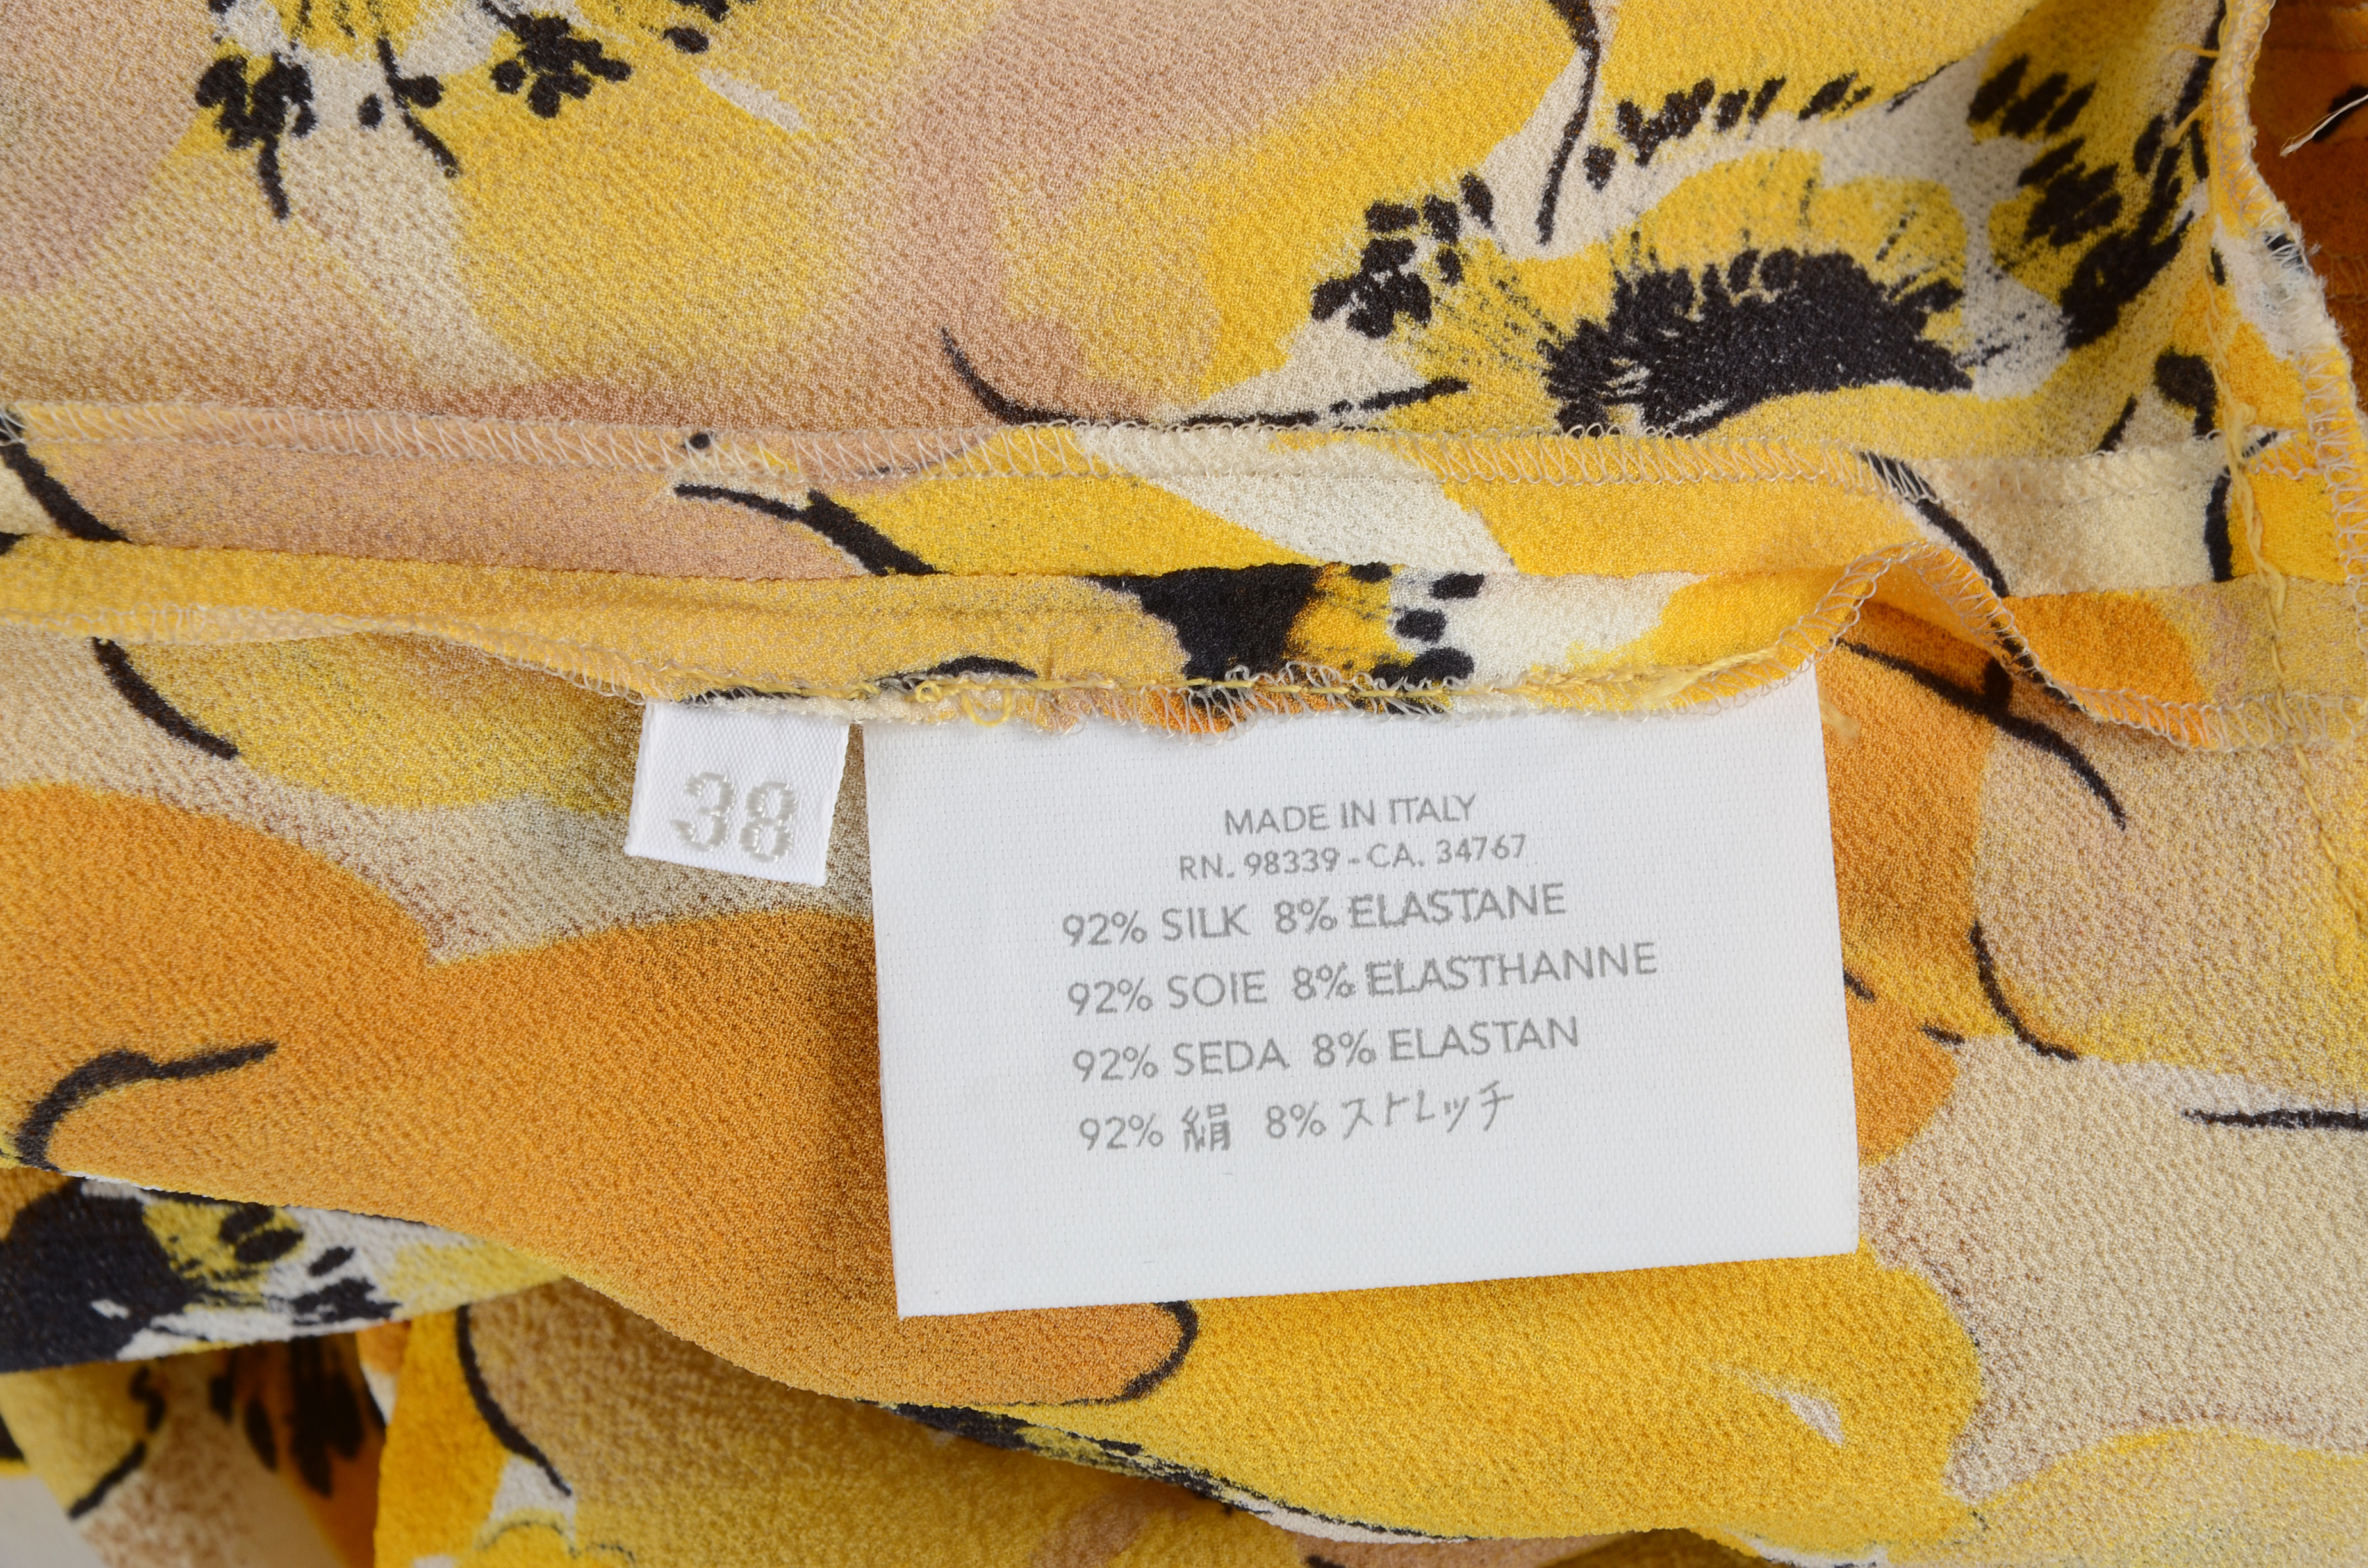 38
MADE IN ITALY
RN. 98339 - CA. 34767
92% SILK 8% ELASTANE
92% SOIE 8% ELASTHANNE
92% SEDA 8% ELASTAN
92% 絹 8% ストレッチ